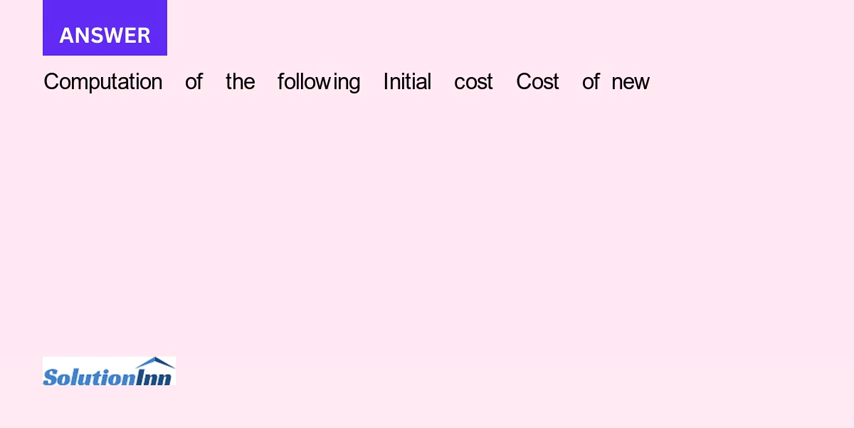 ANSWER
Computation of the following Initial cost Cost of new
SolutionInn